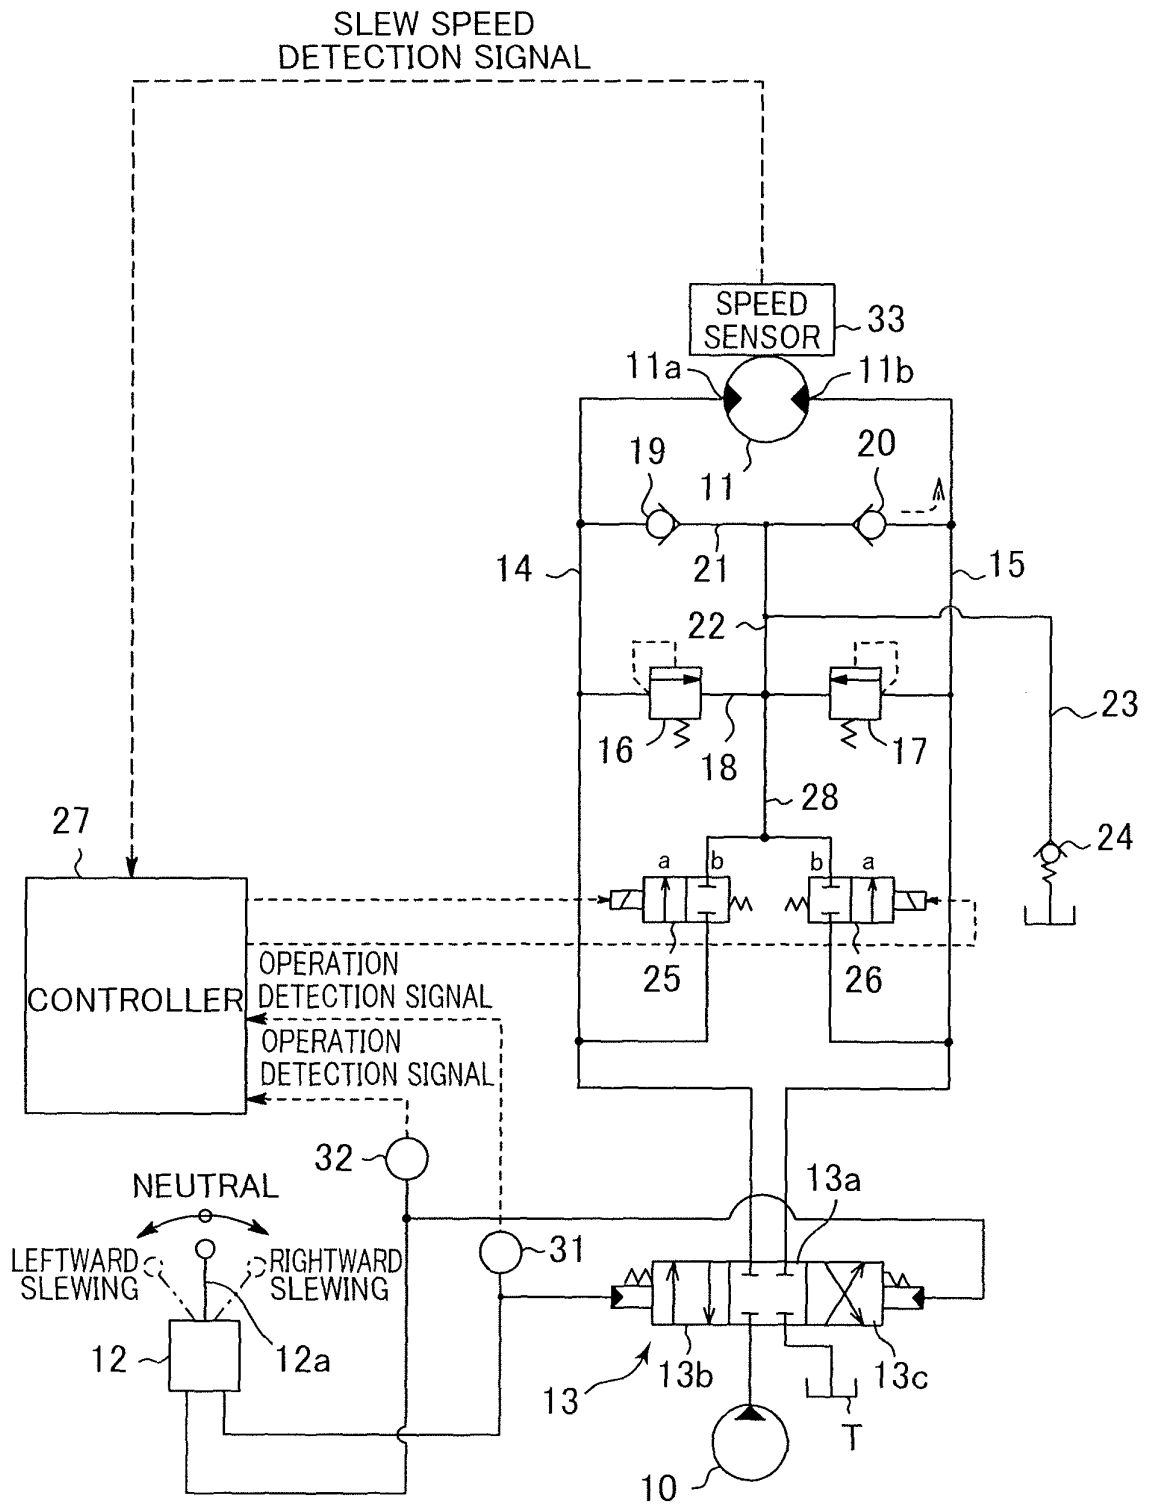 SLEW SPEED
DETECTION SIGNAL
SPEED
SENSOR
33
11a
11b
11
19
20
21
14
15
22
23
16
18
17
28
24
27
a
b
b
a
25
26
CONTROLLER
OPERATION
DETECTION SIGNAL
OPERATION
DETECTION SIGNAL
32
31
NEUTRAL
LEFTWARD
SLEWING
RIGHTWARD
SLEWING
12
12a
13a
13
13b
13c
T
10